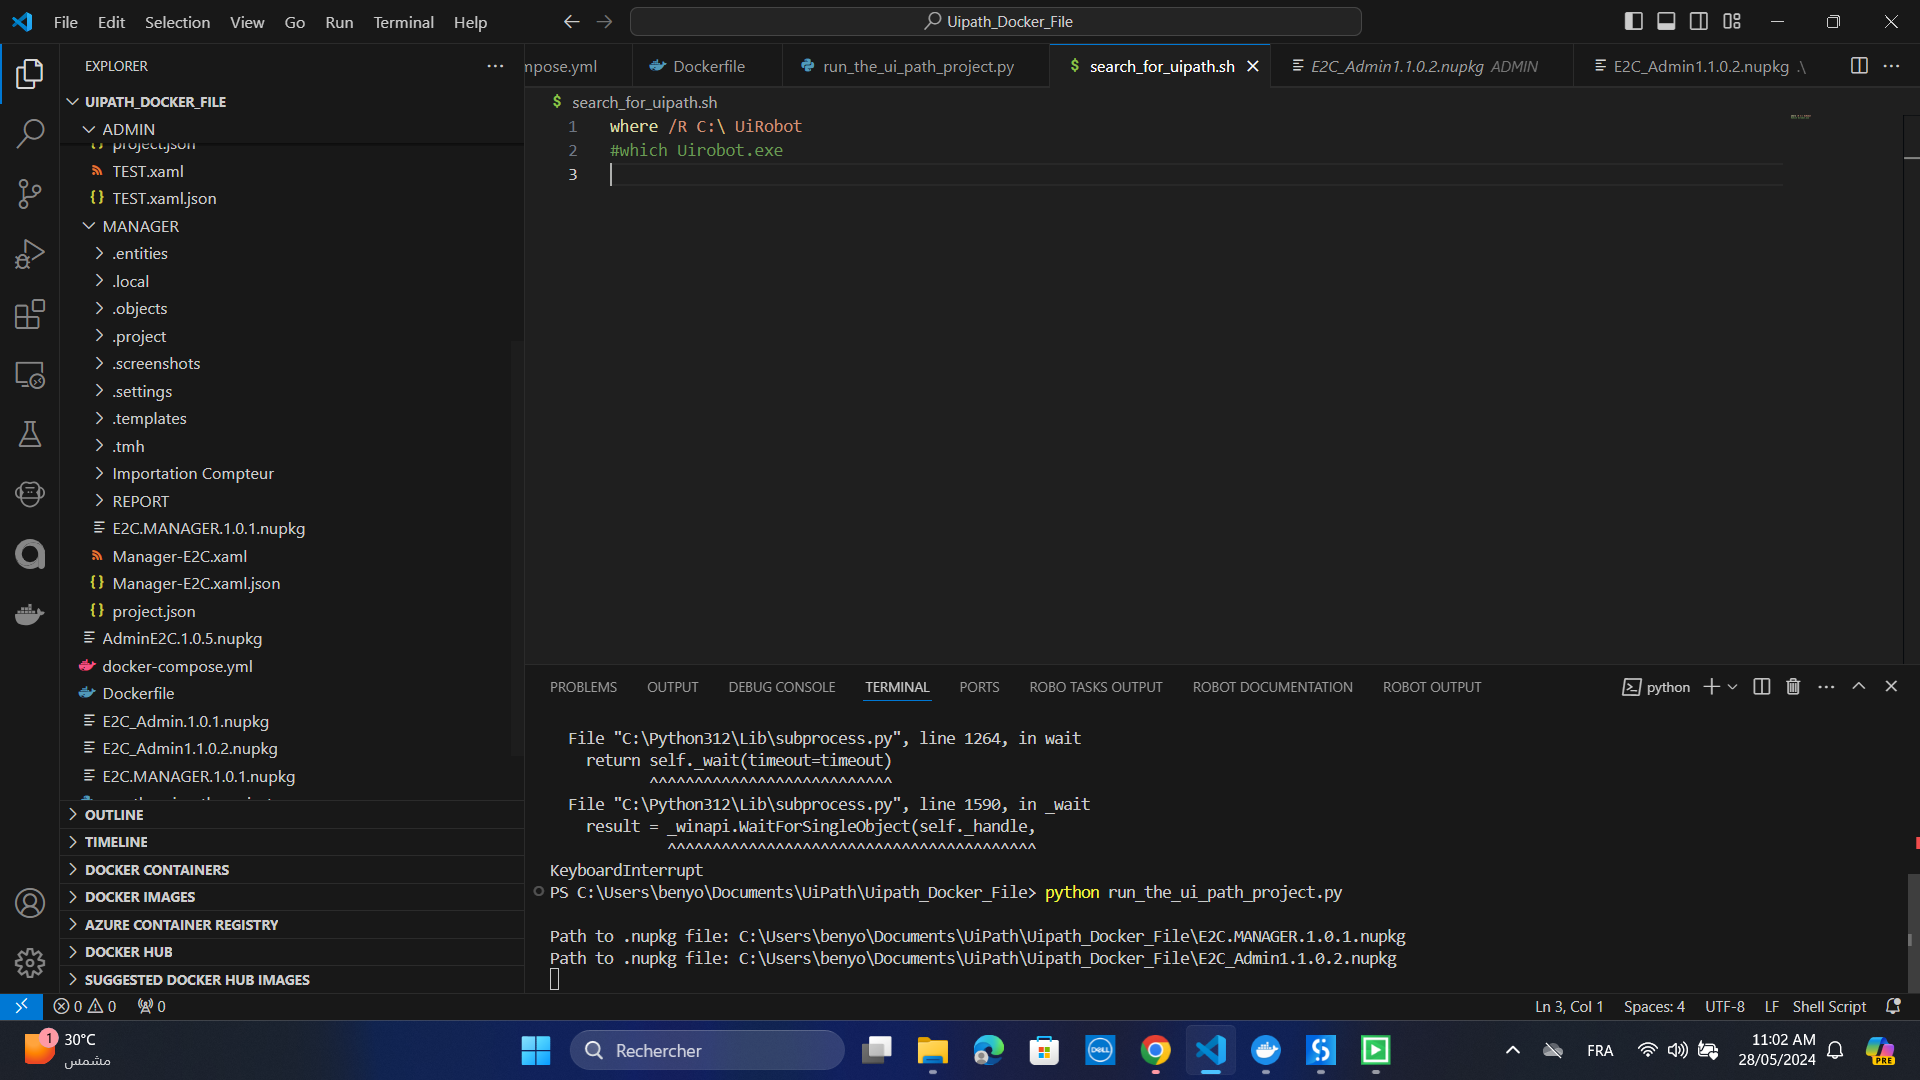 File Edit Selection View Go Run Terminal Help
Uipath_Docker_File
EXPLORER
UIPATH_DOCKER_FILE
ADMIN
project.json
TEST.xaml
TEST.xaml.json
MANAGER
.entities
.local
.objects
.project
.screenshots
.settings
.templates
.tmh
Importation Compteur
REPORT
E2C.MANAGER.1.0.1.nupkg
Manager-E2C.xaml
Manager-E2C.xaml.json
project.json
AdminE2C.1.0.5.nupkg
docker-compose.yml
Dockerfile
E2C_Admin.1.0.1.nupkg
E2C_Admin1.1.0.2.nupkg
E2C.MANAGER.1.0.1.nupkg
OUTLINE
TIMELINE
DOCKER CONTAINERS
DOCKER IMAGES
AZURE CONTAINER REGISTRY
DOCKER HUB
SUGGESTED DOCKER HUB IMAGES
mpose.yml Dockerfile run_the_ui_path_project.py $ search_for_uipath.sh E2C_Admin1.1.0.2.nupkg ADMIN E2C_Admin1.1.0.2.nupkg .\
$ search_for_uipath.sh
1 where /R C:\ UiRobot
2 #which Uirobot.exe
3
PROBLEMS OUTPUT DEBUG CONSOLE TERMINAL PORTS ROBO TASKS OUTPUT ROBOT DOCUMENTATION ROBOT OUTPUT python
File "C:\Python312\Lib\subprocess.py", line 1264, in wait
return self._wait(timeout=timeout)
^^^^^^^^^^^^^^^^^^^^^^^^^^^
File "C:\Python312\Lib\subprocess.py", line 1590, in _wait
result = _winapi.WaitForSingleObject(self._handle,
^^^^^^^^^^^^^^^^^^^^^^^^^^^^^^^^^^^^^^^^^
KeyboardInterrupt
PS C:\Users\benyo\Documents\UiPath\Uipath_Docker_File> python run_the_ui_path_project.py
Path to .nupkg file: C:\Users\benyo\Documents\UiPath\Uipath_Docker_File\E2C.MANAGER.1.0.1.nupkg
Path to .nupkg file: C:\Users\benyo\Documents\UiPath\Uipath_Docker_File\E2C_Admin1.1.0.2.nupkg
0 0 0 Ln 3, Col 1 Spaces: 4 UTF-8 LF Shell Script
1 30°C
مشمس
Rechercher
DELL
FRA
11:02 AM
28/05/2024
PRE